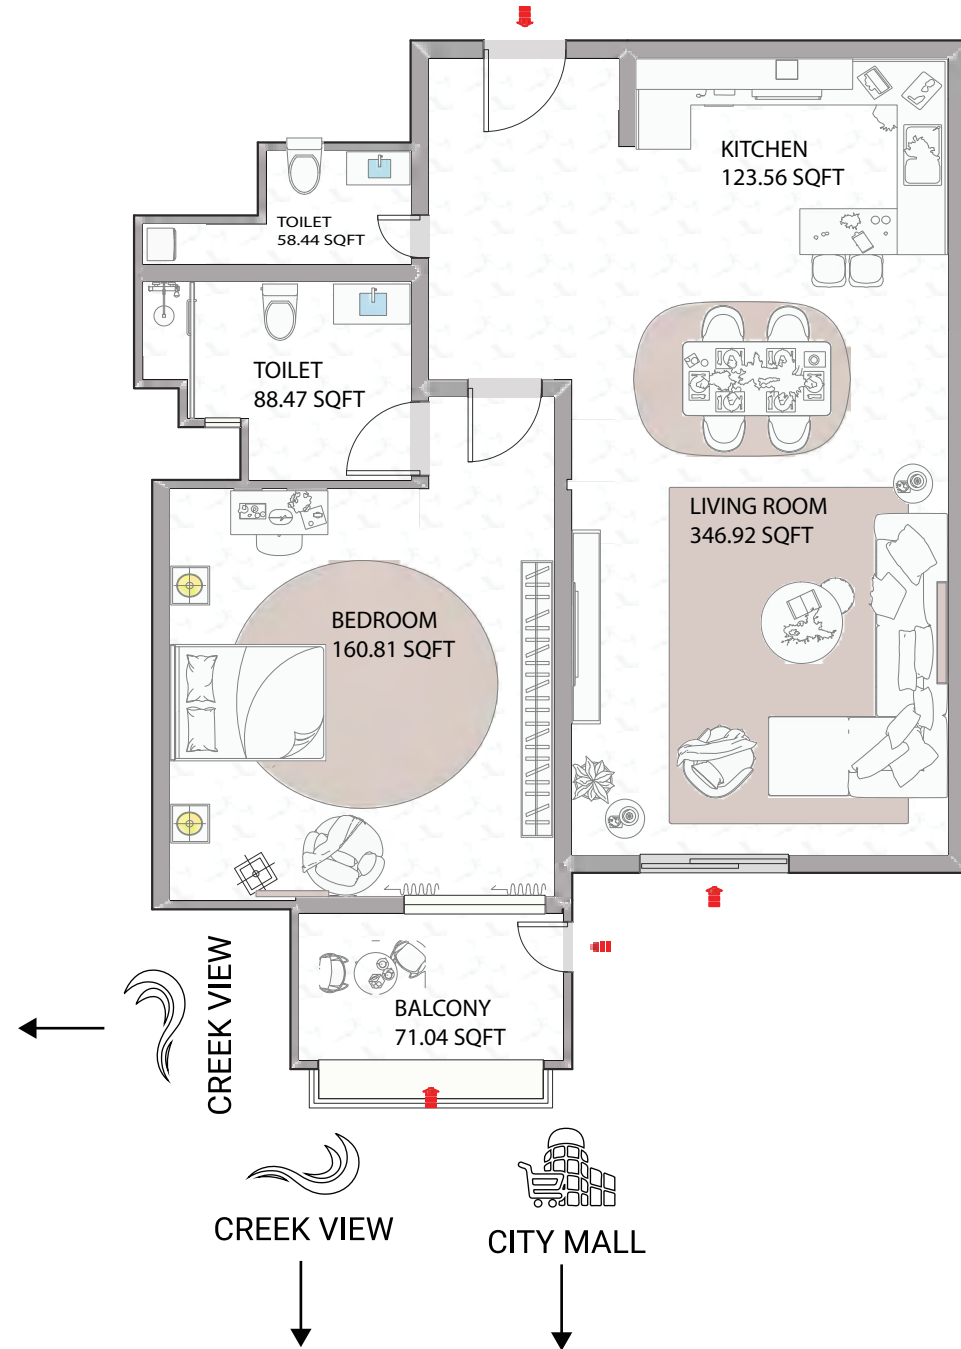 KITCHEN
123.56 SQFT
TOILET
58.44 SQFT
TOILET
88.47 SQFT
LIVING ROOM
346.92 SQFT
BEDROOM
160.81 SQFT
BALCONY
71.04 SQFT
CREEK VIEW
CREEK VIEW
CITY MALL